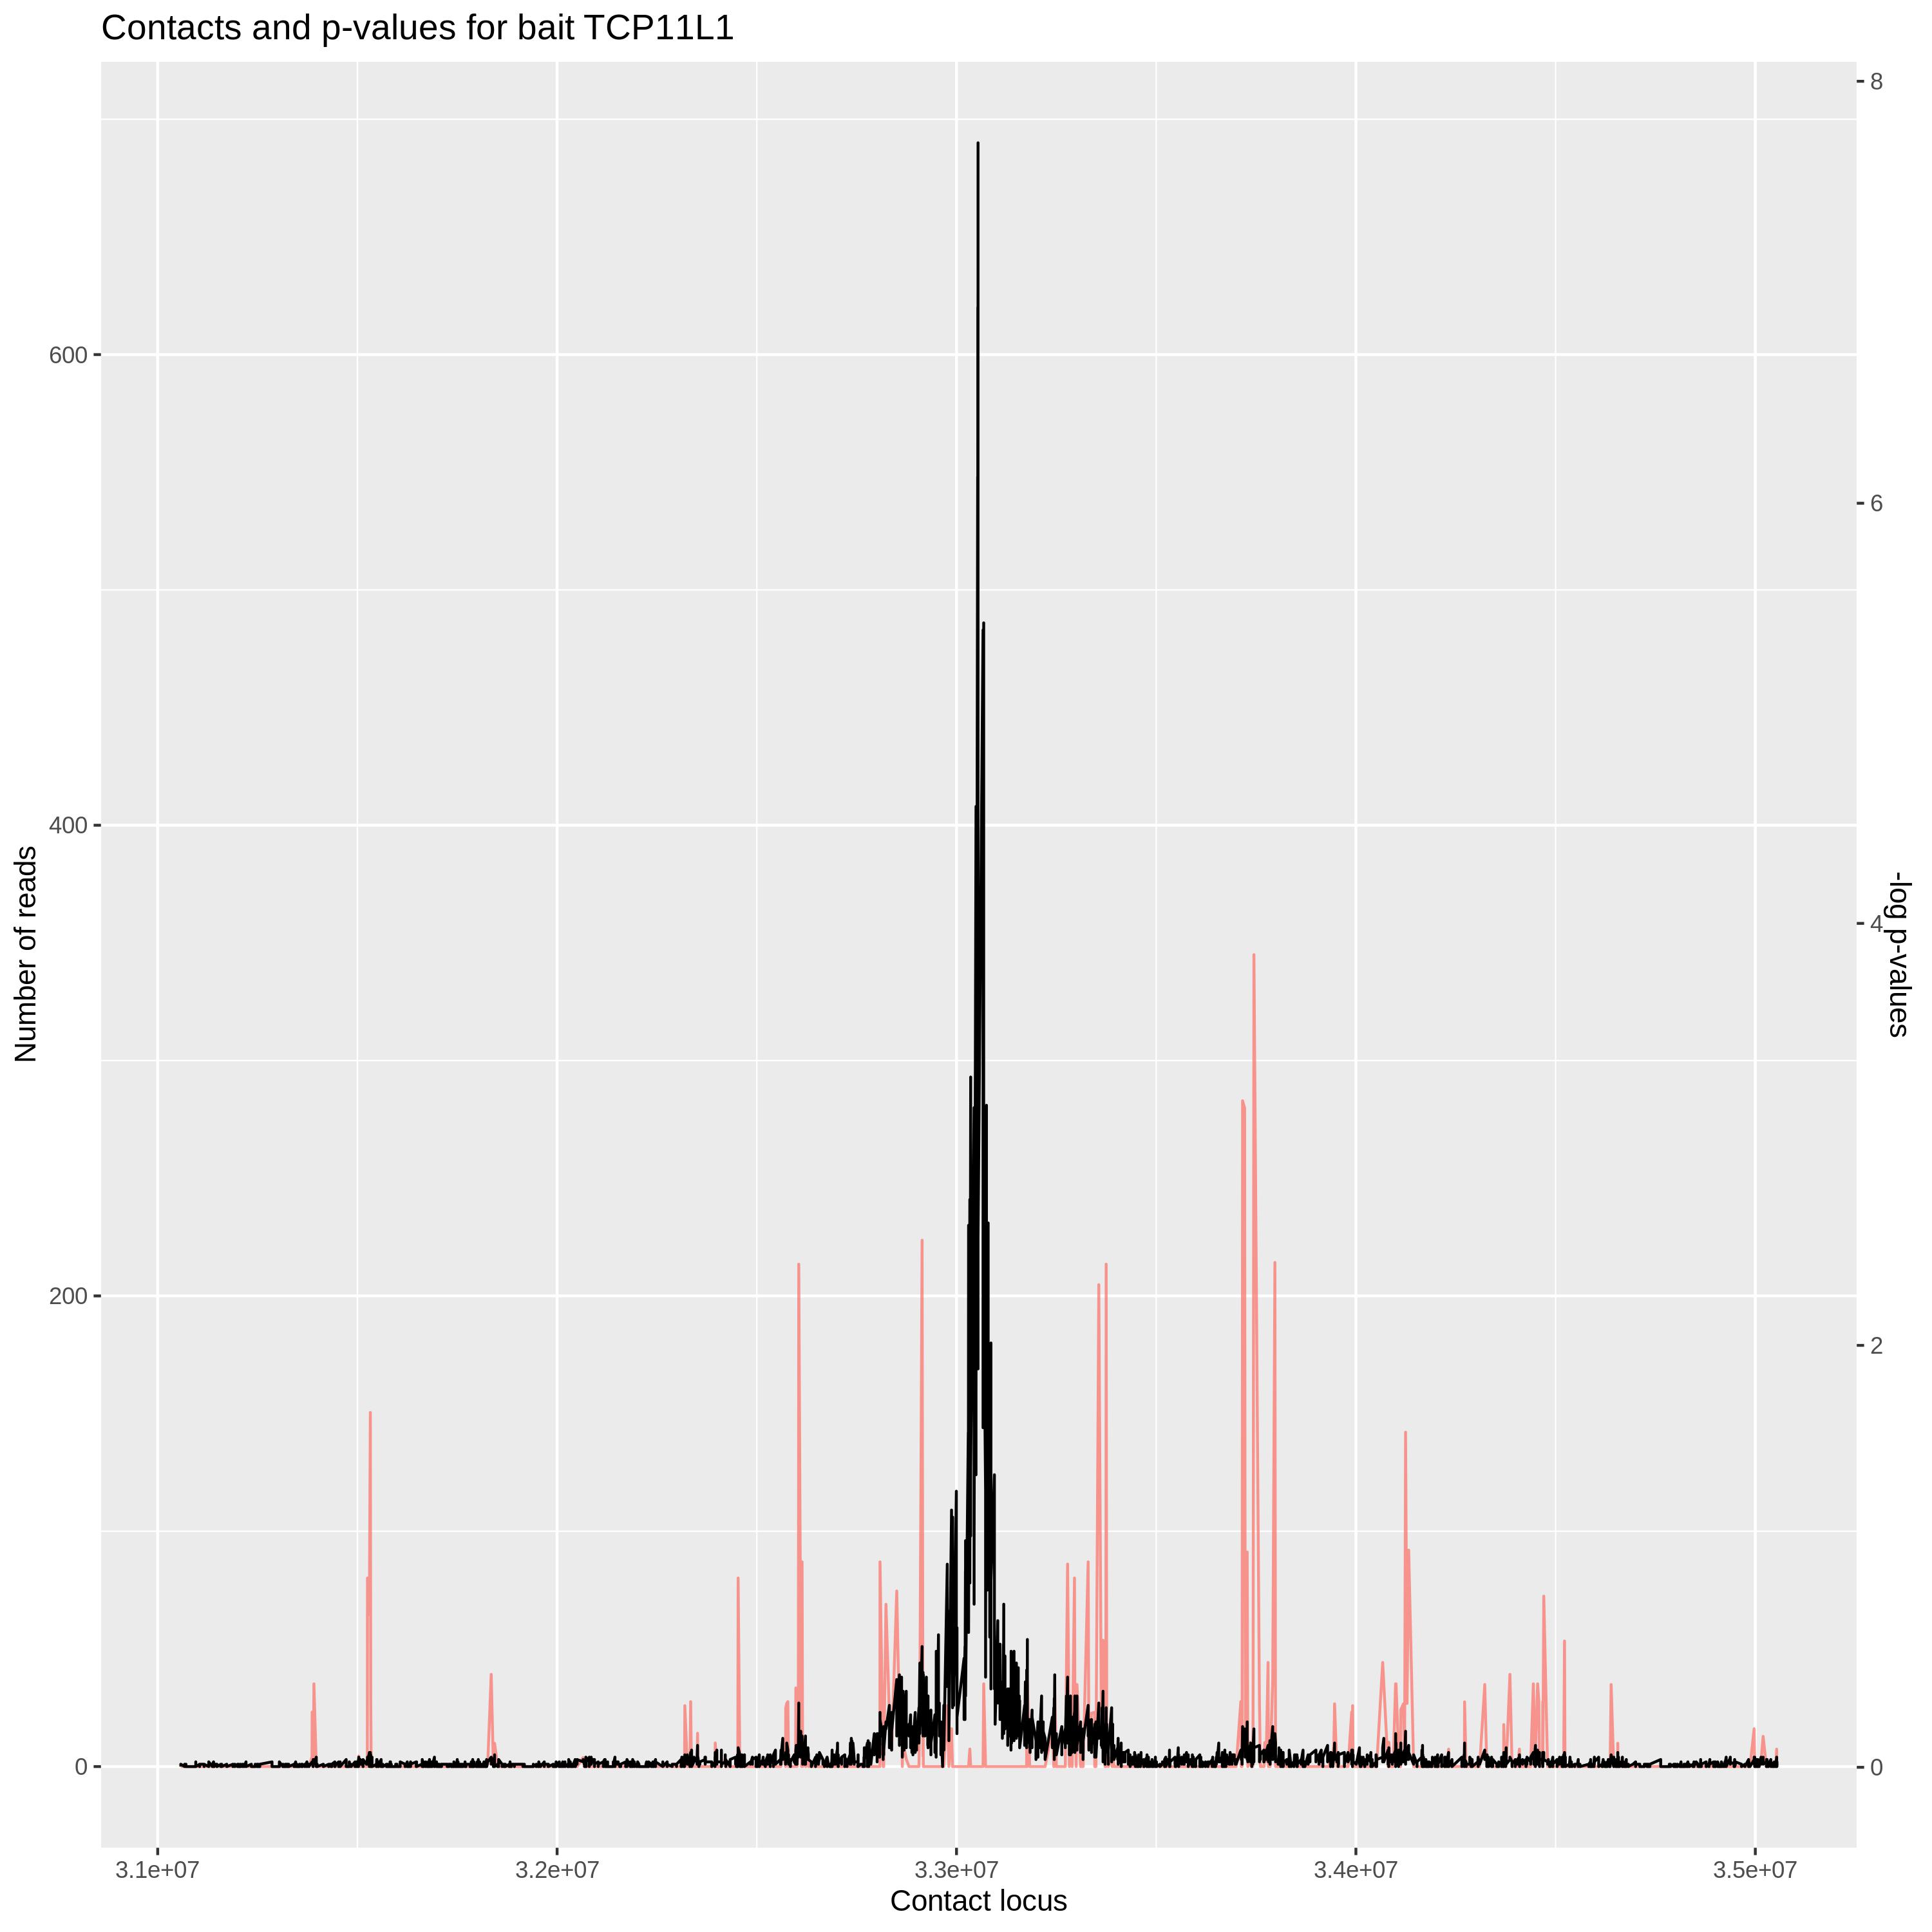 Contacts and p-values for bait TCP11L1
8
600
6
400
4
200
2
0
0
Number of reads
-log p-values
3.1e+07 3.2e+07 3.3e+07 3.4e+07 3.5e+07
Contact locus